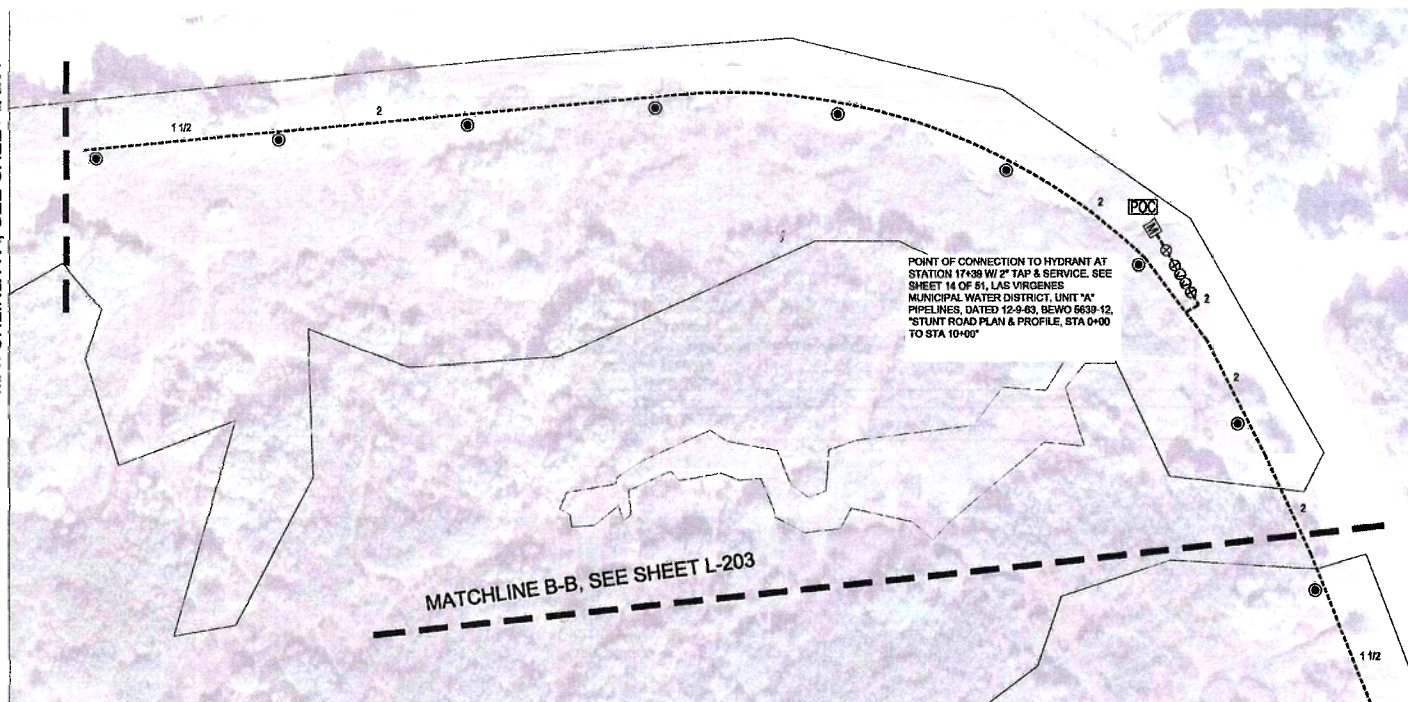 1 1/2
2
2
POC
M
POINT OF CONNECTION TO HYDRANT AT
STATION 17+39 W/ 2" TAP & SERVICE. SEE
SHEET 14 OF 51, LAS VIRGENES
MUNICIPAL WATER DISTRICT, UNIT "A"
PIPELINES, DATED 12-9-63, BEWO 5639-12,
"STUNT ROAD PLAN & PROFILE, STA 0+00
TO STA 10+00"
2
2
2
MATCHLINE B-B, SEE SHEET L-203
1 1/2